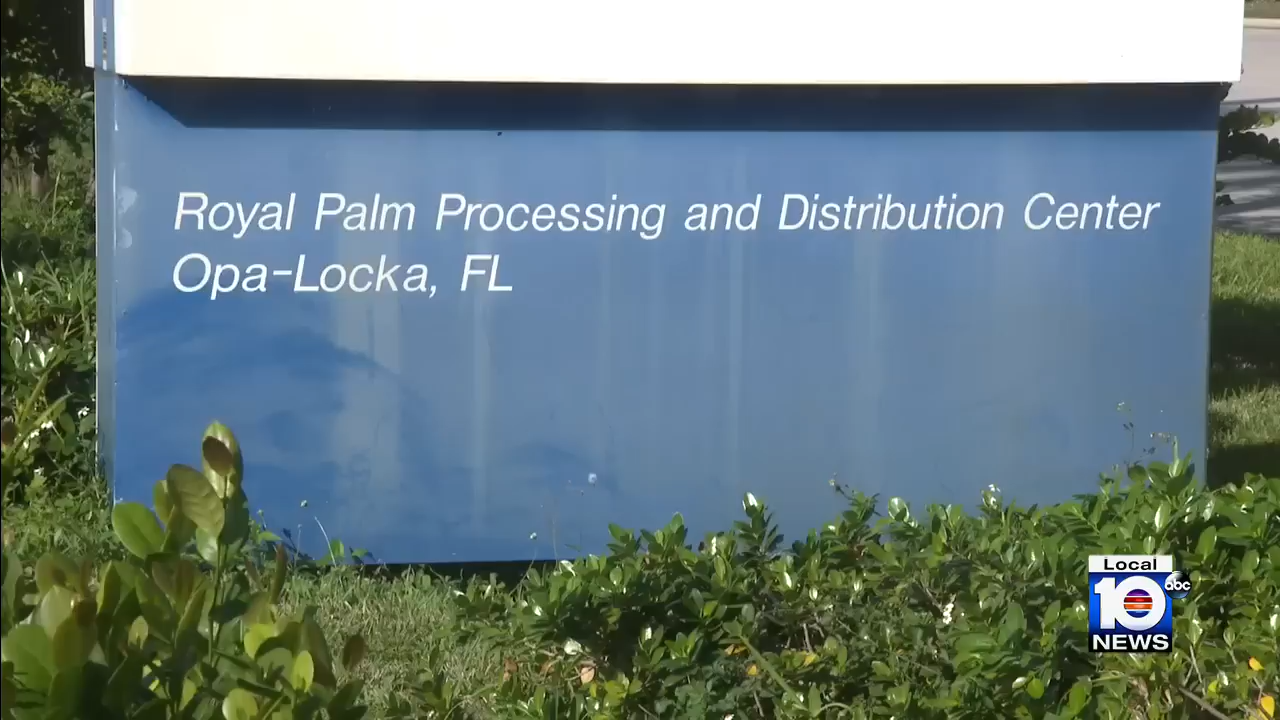 Royal Palm Processing and Distribution Center
Opa-Locka, FL
Local
10
abc
NEWS